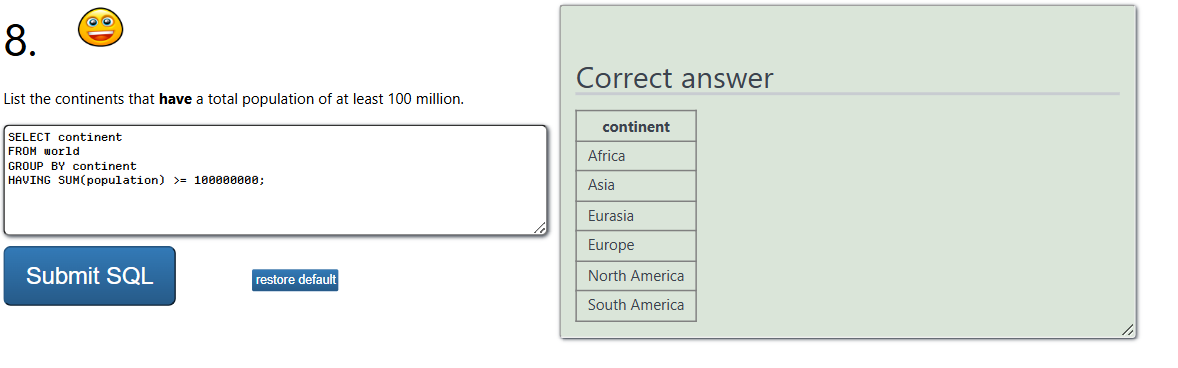 8.
List the continents that have a total population of at least 100 million.
SELECT continent
FROM world
GROUP BY continent
HAVING SUM(population) >= 100000000;
Submit SQL
restore default
Correct answer
continent
Africa
Asia
Eurasia
Europe
North America
South America